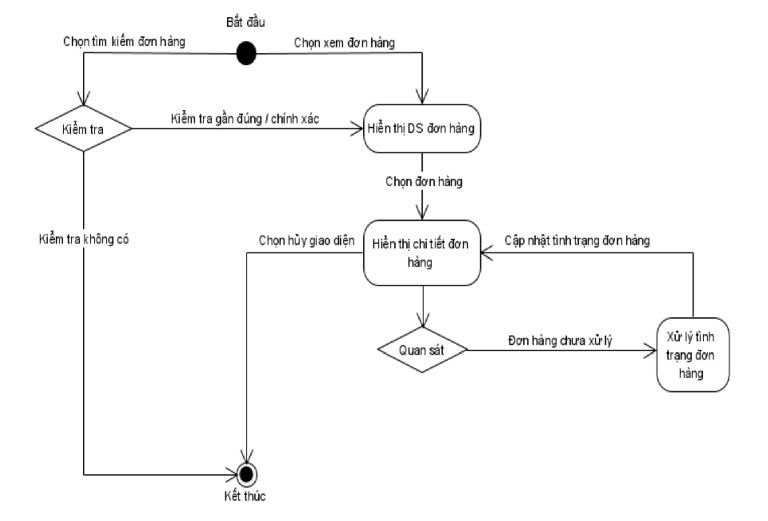 Bắt đầu
Chọn tìm kiếm đơn hàng
Chọn xem đơn hàng
Kiểm tra
Kiểm tra gần đúng / chính xác
Hiển thị DS đơn hàng
Chọn đơn hàng
Kiểm tra không có
Chọn hủy giao diện
Hiển thị chi tiết đơn
hàng
Cập nhật tình trạng đơn hàng
Quan sát
Đơn hàng chưa xử lý
Xử lý tình
trạng đơn
hàng
Kết thúc